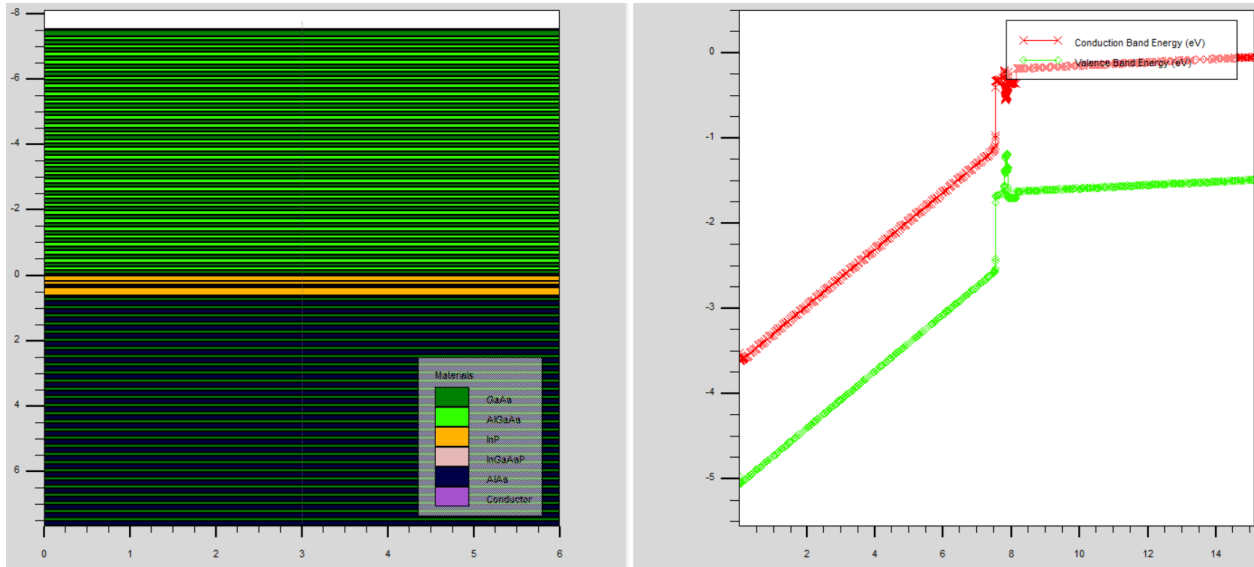 -8
-6
-4
-2
0
2
4
6
0 1 2 3 4 5 6
Materials
GaAs
AlGaAs
InP
InGaAsP
AlAs
Conductor
Conduction Band Energy (eV)
Valence Band Energy (eV)
0
-1
-2
-3
-4
-5
2 4 6 8 10 12 14